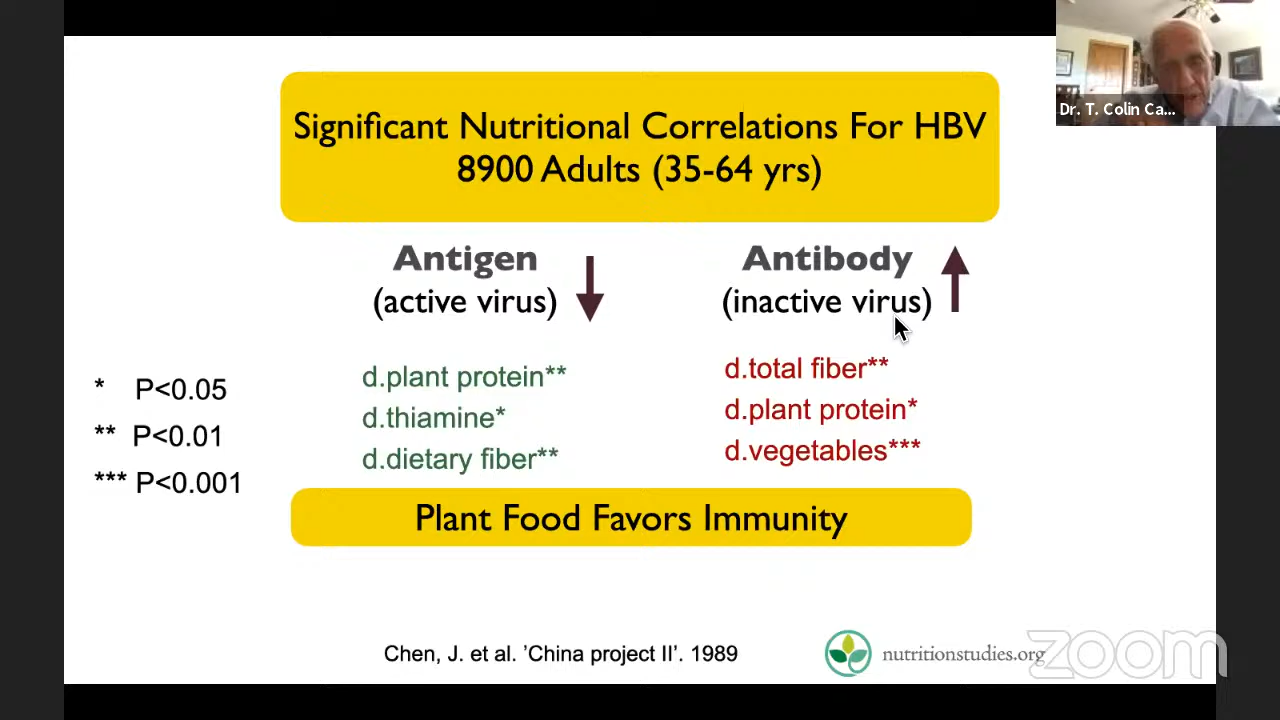 Dr. T. Colin Ca...
Significant Nutritional Correlations For HBV
8900 Adults (35-64 yrs)
Antigen
(active virus)
Antibody
(inactive virus)
* P<0.05
** P<0.01
*** P<0.001
d.plant protein**
d.thiamine*
d.dietary fiber**
d.total fiber**
d.plant protein*
d.vegetables***
Plant Food Favors Immunity
Chen, J. et al. 'China project II'. 1989
nutritionstudies.org
zoom